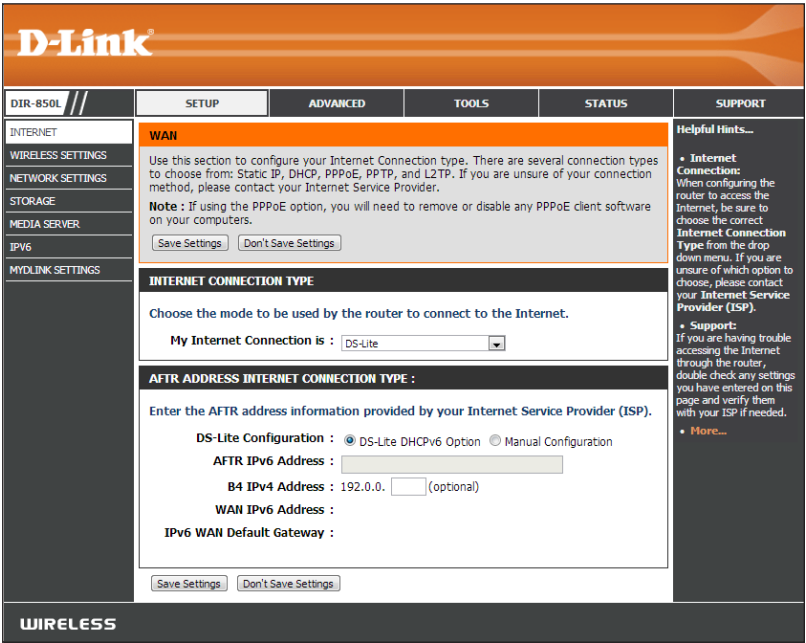 D-Link
DIR-850L
SETUP
ADVANCED
TOOLS
STATUS
SUPPORT
INTERNET
WIRELESS SETTINGS
NETWORK SETTINGS
STORAGE
MEDIA SERVER
IPV6
MYDLINK SETTINGS
WAN
Use this section to configure your Internet Connection type. There are several connection types
to choose from: Static IP, DHCP, PPPoE, PPTP, and L2TP. If you are unsure of your connection
method, please contact your Internet Service Provider.
Note : If using the PPPoE option, you will need to remove or disable any PPPoE client software
on your computers.
Save Settings Don't Save Settings
INTERNET CONNECTION TYPE
Choose the mode to be used by the router to connect to the Internet.
My Internet Connection is : DS-Lite
AFTR ADDRESS INTERNET CONNECTION TYPE :
Enter the AFTR address information provided by your Internet Service Provider (ISP).
DS-Lite Configuration : DS-Lite DHCPv6 Option Manual Configuration
AFTR IPv6 Address :
B4 IPv4 Address : 192.0.0. (optional)
WAN IPv6 Address :
IPv6 WAN Default Gateway :
Save Settings Don't Save Settings
Helpful Hints...
• Internet
Connection:
When configuring the
router to access the
Internet, be sure to
choose the correct
Internet Connection
Type from the drop
down menu. If you are
unsure of which option to
choose, please contact
your Internet Service
Provider (ISP).
• Support:
If you are having trouble
accessing the Internet
through the router,
double check any settings
you have entered on this
page and verify them
with your ISP if needed.
• More...
WIRELESS